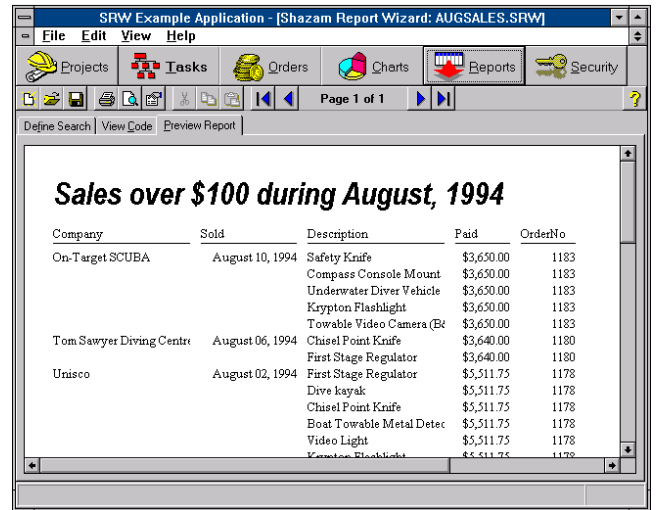 SRW Example Application - [Shazam Report Wizard: AUGSALES.SRW]
File Edit View Help
Projects Tasks Orders Charts Reports Security
Page 1 of 1 ?
Define Search View Code Preview Report
Sales over $100 during August, 1994
Company Sold Description Paid OrderNo
On-Target SCUBA August 10, 1994 Safety Knife $3,650.00 1183
Compass Console Mount $3,650.00 1183
Underwater Diver Vehicle $3,650.00 1183
Krypton Flashlight $3,650.00 1183
Towable Video Camera (B& $3,650.00 1183
Tom Sawyer Diving Centre August 06, 1994 Chisel Point Knife $3,640.00 1180
First Stage Regulator $3,640.00 1180
Unisco August 02, 1994 First Stage Regulator $5,511.75 1178
Dive kayak $5,511.75 1178
Chisel Point Knife $5,511.75 1178
Boat Towable Metal Detec $5,511.75 1178
Video Light $5,511.75 1178
Krypton Flashlight $5,511.75 1178